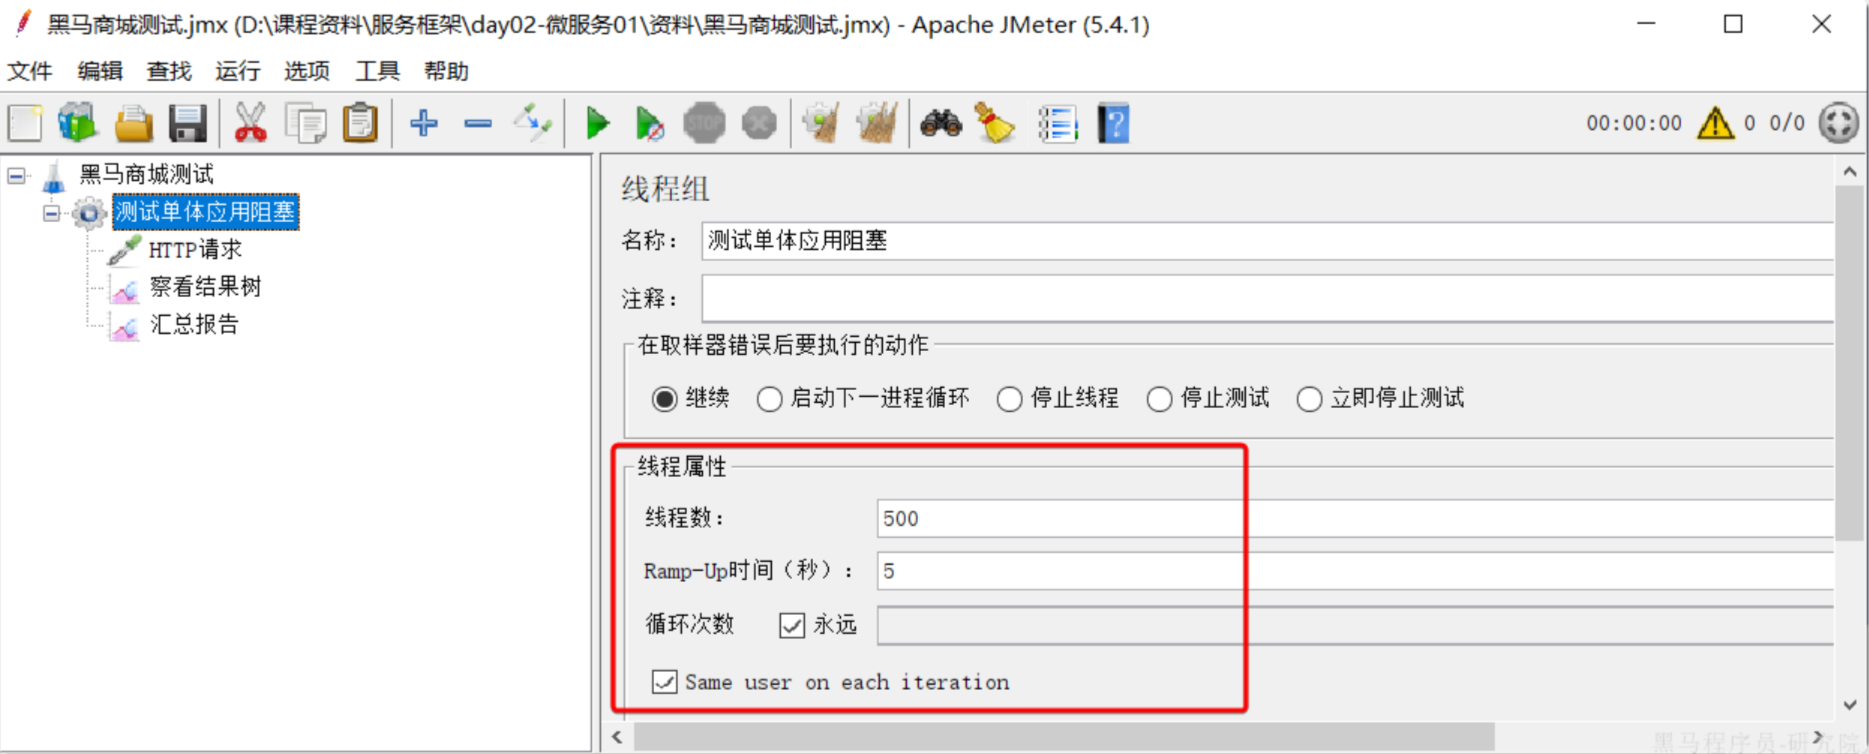 黑马商城测试.jmx (D:\课程资料\服务框架\day02-微服务01\资料\黑马商城测试.jmx) - Apache JMeter (5.4.1)
文件 编辑 查找 运行 选项 工具 帮助
STOP
00:00:00 0 0/0
黑马商城测试
测试单体应用阻塞
HTTP请求
察看结果树
汇总报告
线程组
名称： 测试单体应用阻塞
注释：
在取样器错误后要执行的动作
继续 启动下一进程循环 停止线程 停止测试 立即停止测试
线程属性
线程数： 500
Ramp-Up时间（秒）： 5
循环次数 永远
Same user on each iteration
黑马程序员-研究院